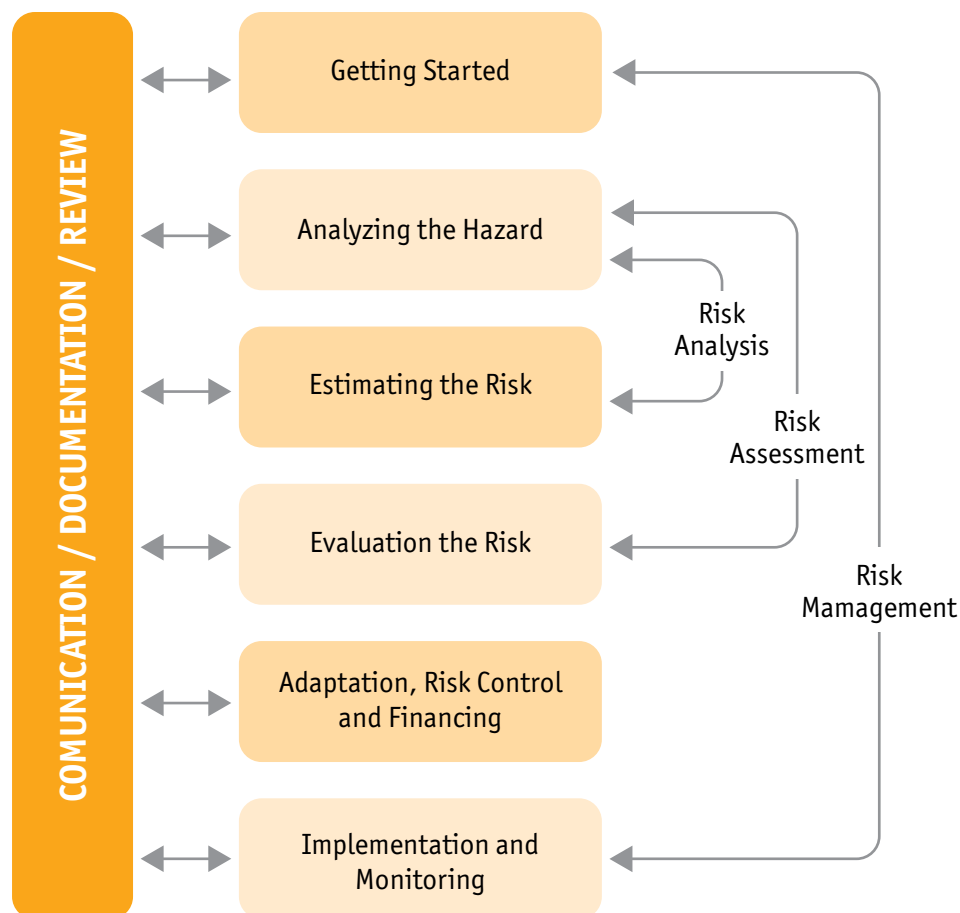 COMUNICATION / DOCUMENTATION / REVIEW
Getting Started
Analyzing the Hazard
Risk
Analysis
Estimating the Risk
Risk
Assessment
Evaluation the Risk
Risk
Mamagement
Adaptation, Risk Control
and Financing
Implementation and
Monitoring